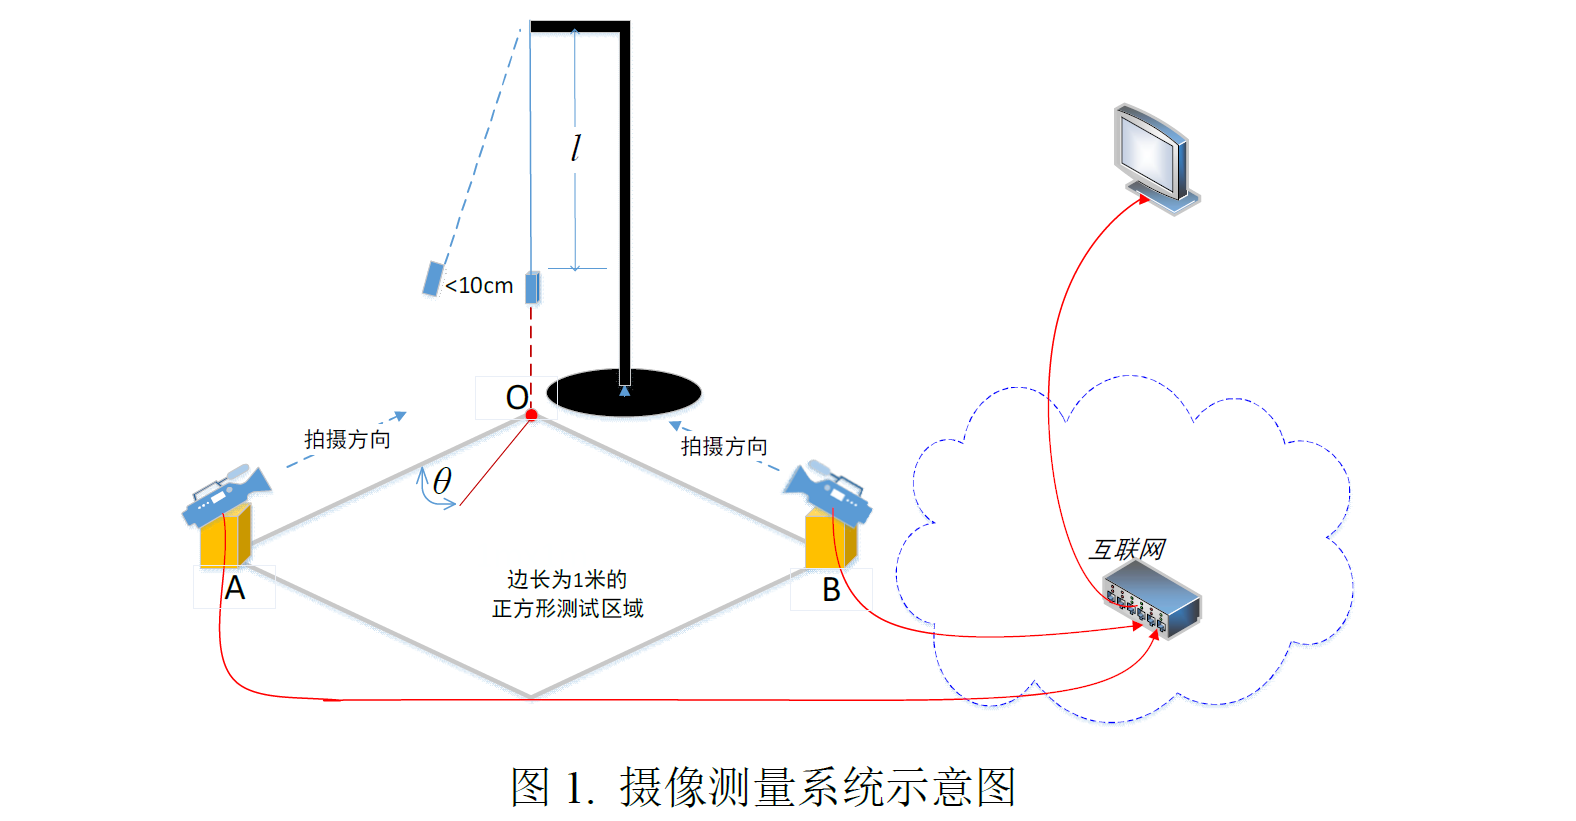 l
<10cm
O
拍摄方向
拍摄方向
θ
互联网
A
B
边长为1米的
正方形测试区域
图 1. 摄像测量系统示意图